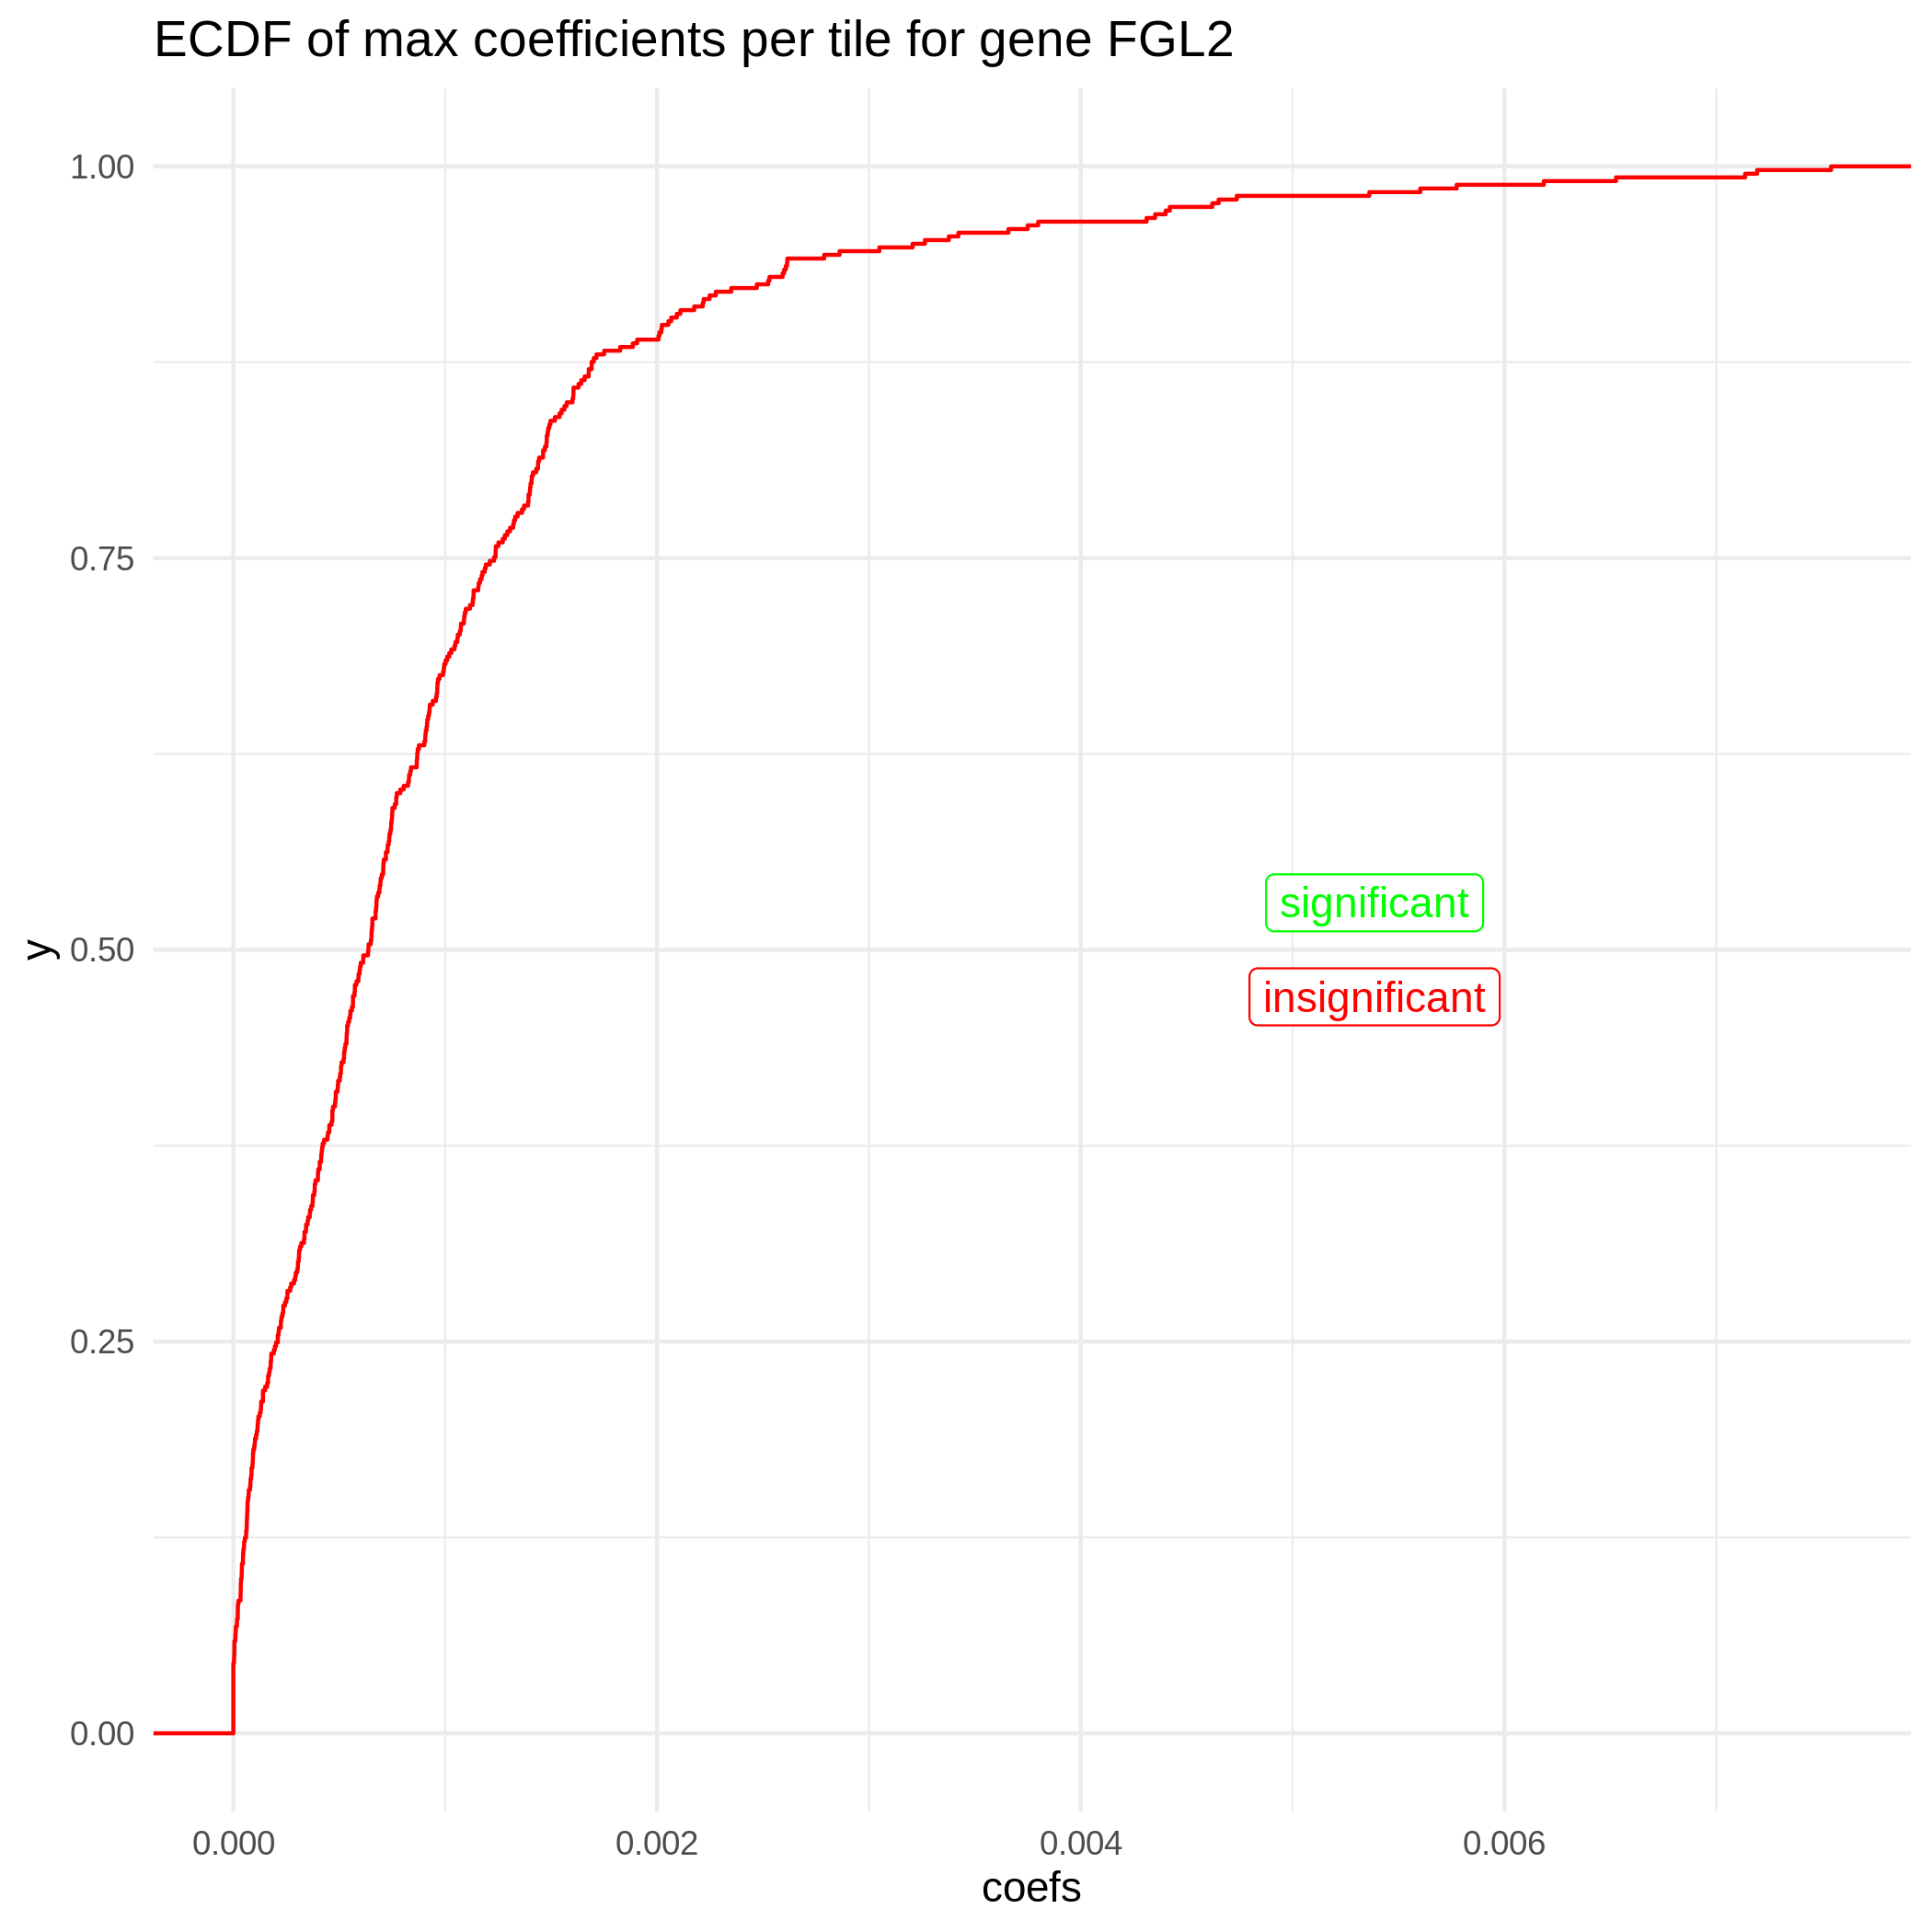 ECDF of max coefficients per tile for gene FGL2
1.00
0.75
0.50
0.25
0.00
y
significant
insignificant
0.000 0.002 0.004 0.006
coefs